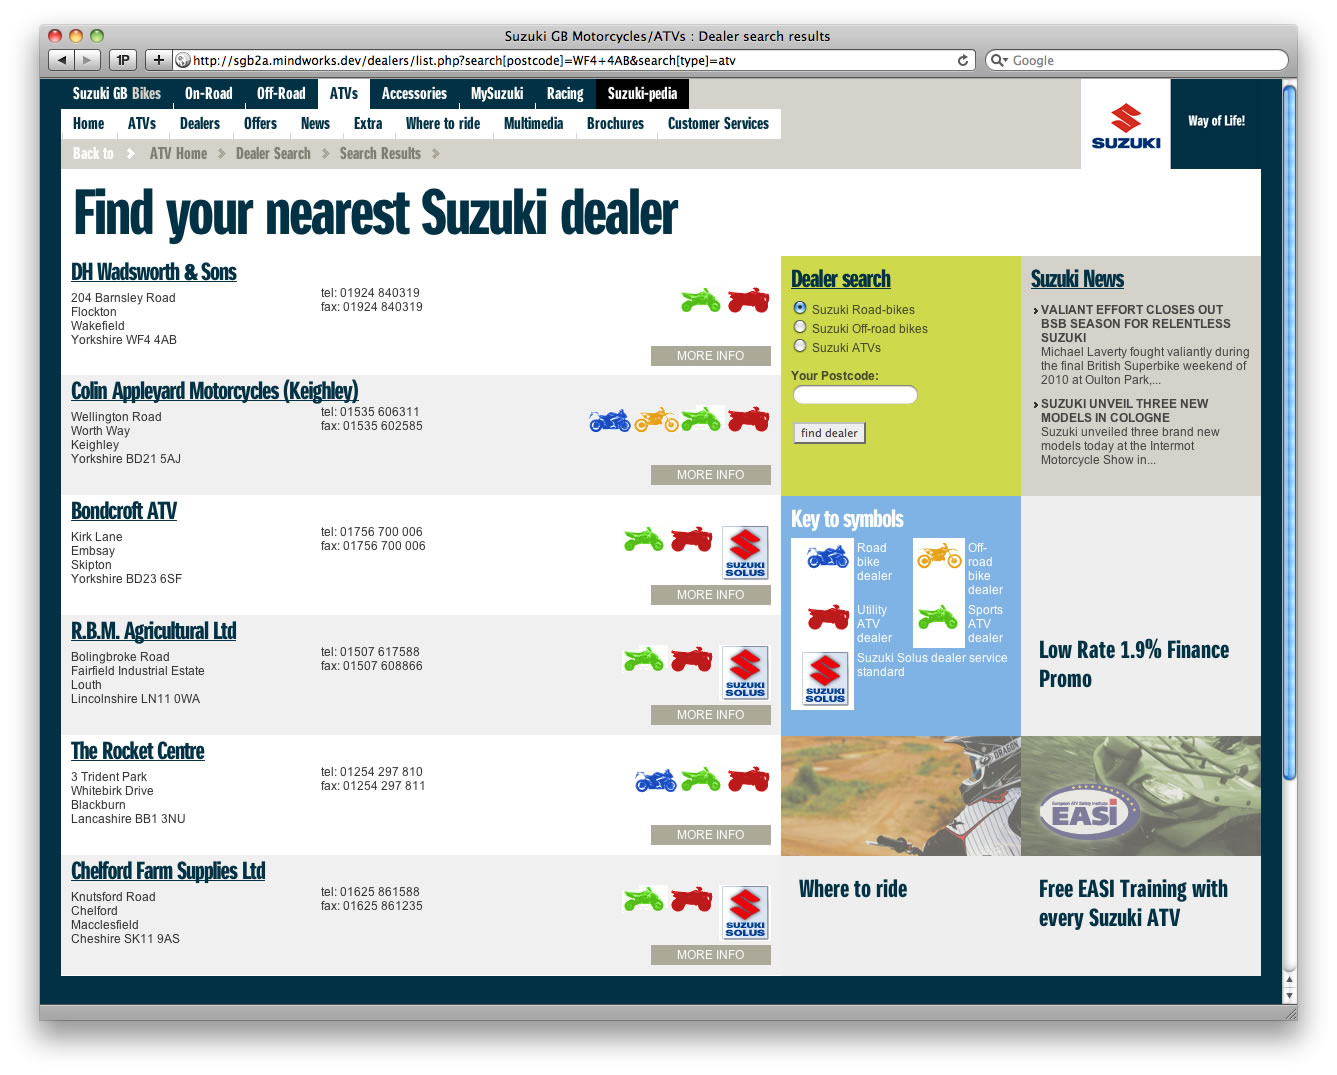 Suzuki GB Motorcycles/ATVs : Dealer search results
1P
http://sgb2a.mindworks.dev/dealers/list.php?search[postcode]=WF4+4AB&search[type]=atv
Google
Suzuki GB Bikes On-Road Off-Road ATVs Accessories MySuzuki Racing Suzuki-pedia
Home ATVs Dealers Offers News Extra Where to ride Multimedia Brochures Customer Services
Back to ATV Home Dealer Search Search Results
SUZUKI
Way of Life!
Find your nearest Suzuki dealer
DH Wadsworth & Sons
204 Barnsley Road
Flockton
Wakefield
Yorkshire WF4 4AB
tel: 01924 840319
fax: 01924 840319
MORE INFO
Colin Appleyard Motorcycles (Keighley)
Wellington Road
Worth Way
Keighley
Yorkshire BD21 5AJ
tel: 01535 606311
fax: 01535 602585
MORE INFO
Bondcroft ATV
Kirk Lane
Embsay
Skipton
Yorkshire BD23 6SF
tel: 01756 700 006
fax: 01756 700 006
SUZUKI
SOLUS
MORE INFO
R.B.M. Agricultural Ltd
Bolingbroke Road
Fairfield Industrial Estate
Louth
Lincolnshire LN11 0WA
tel: 01507 617588
fax: 01507 608866
SUZUKI
SOLUS
MORE INFO
The Rocket Centre
3 Trident Park
Whitebirk Drive
Blackburn
Lancashire BB1 3NU
tel: 01254 297 810
fax: 01254 297 811
MORE INFO
Chelford Farm Supplies Ltd
Knutsford Road
Chelford
Macclesfield
Cheshire SK11 9AS
tel: 01625 861588
fax: 01625 861235
SUZUKI
SOLUS
MORE INFO
Dealer search
Suzuki Road-bikes
Suzuki Off-road bikes
Suzuki ATVs
Your Postcode:
find dealer
Suzuki News
VALIANT EFFORT CLOSES OUT
BSB SEASON FOR RELENTLESS
SUZUKI
Michael Laverty fought valiantly during
the final British Superbike weekend of
2010 at Oulton Park,...
SUZUKI UNVEIL THREE NEW
MODELS IN COLOGNE
Suzuki unveiled three brand new
models today at the Intermot
Motorcycle Show in...
Key to symbols
Road
bike
dealer
Off-
road
bike
dealer
Utility
ATV
dealer
Sports
ATV
dealer
SUZUKI
SOLUS
Suzuki Solus dealer service
standard
Low Rate 1.9% Finance
Promo
DRAGON
Where to ride
European ATV Safety Institute
EASI
Free EASI Training with
every Suzuki ATV